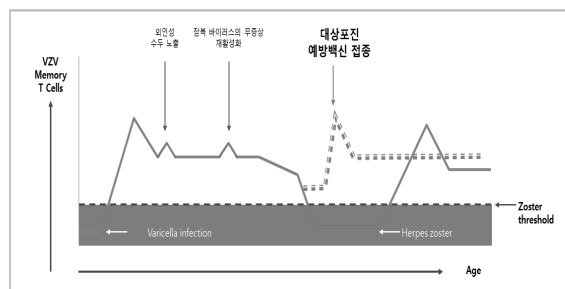 외인성
수두 노출
잠복 바이러스의 무증상
재활성화
대상포진
예방백신 접종
VZV
Memory
T Cells
Zoster
threshold
Varicella infection
Herpes zoster
Age